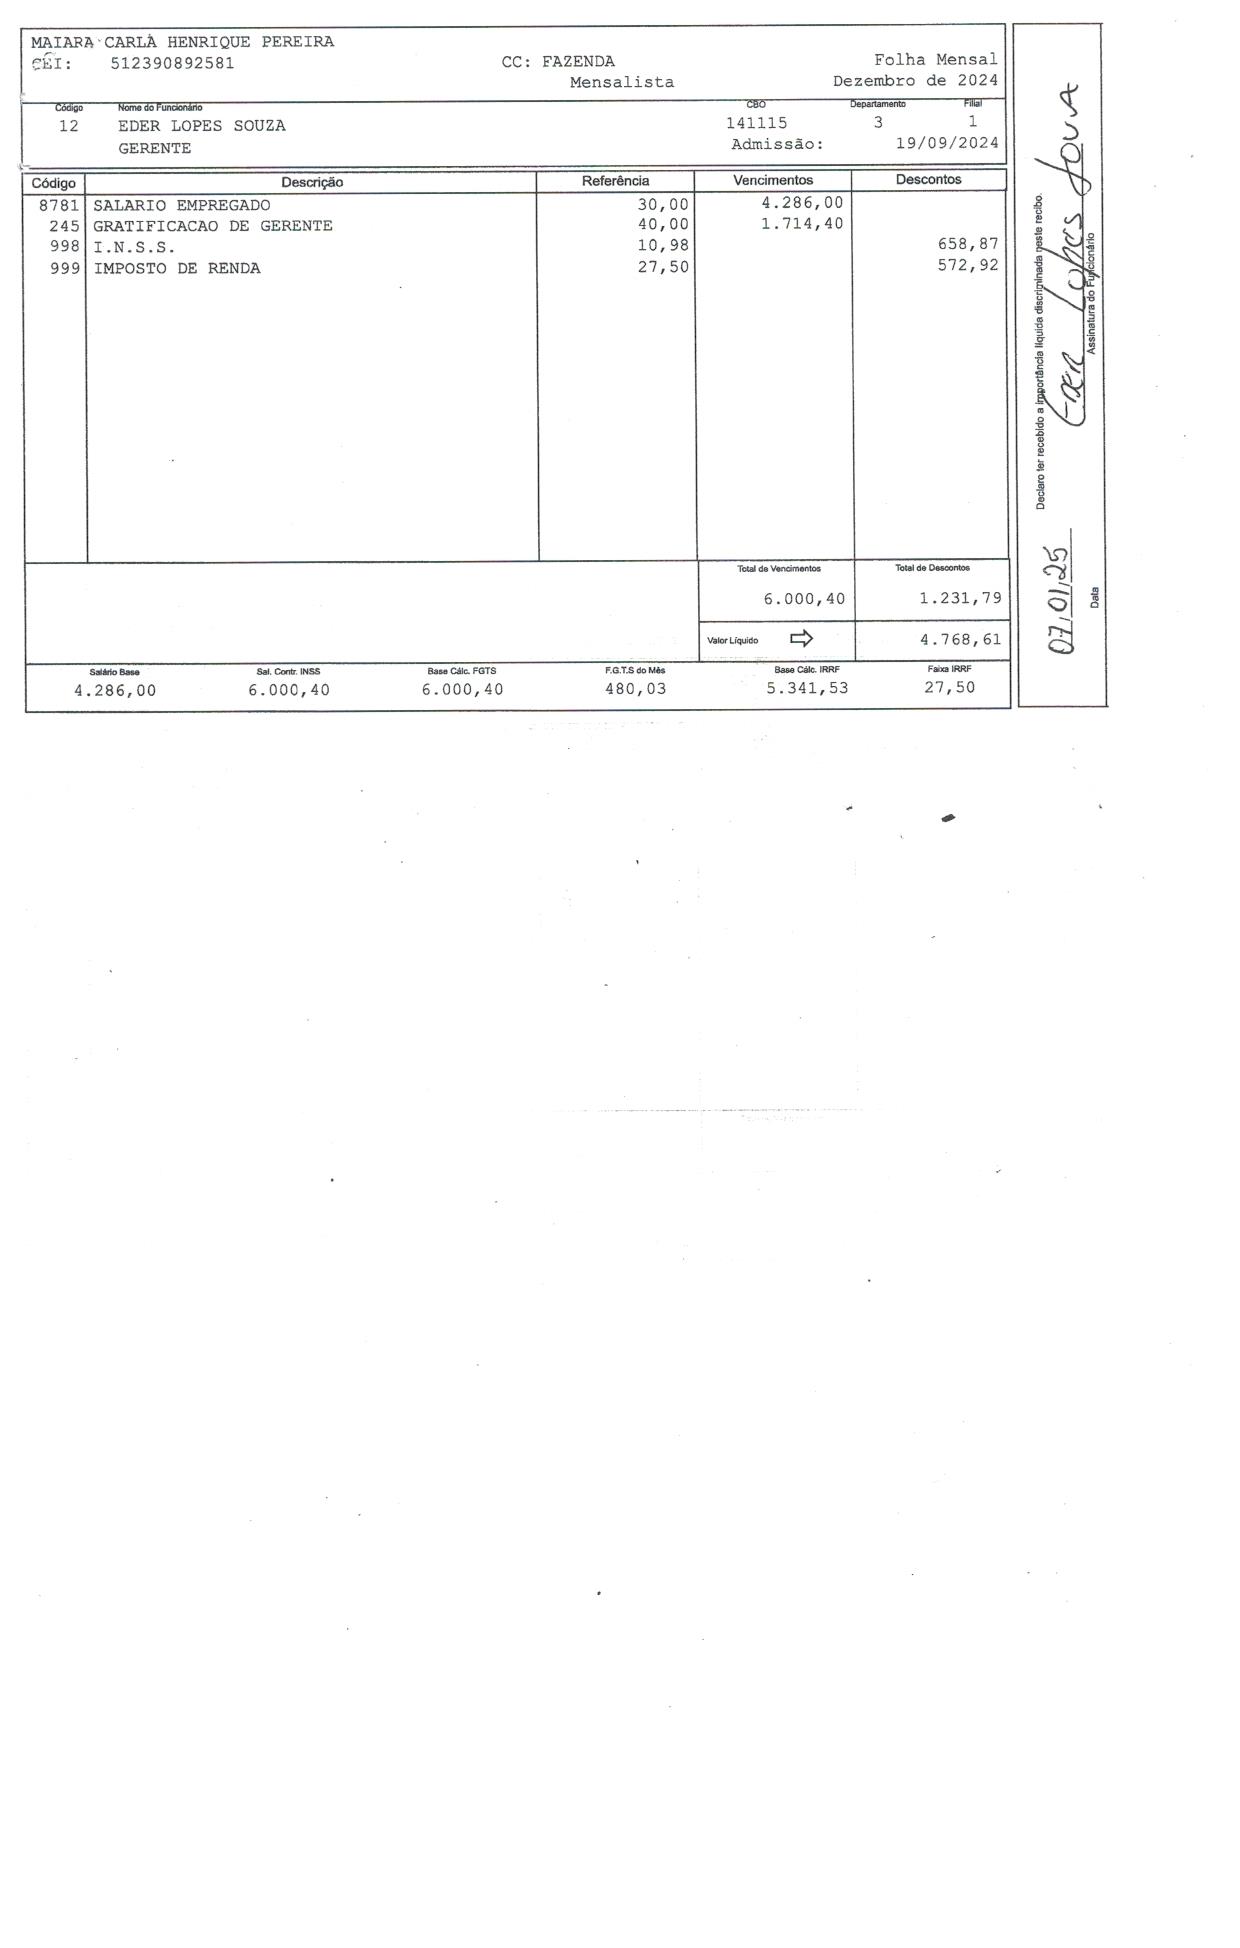 MAIARA CARLA HENRIQUE PEREIRA
CEI: 512390892581 CC: FAZENDA Folha Mensal
Mensalista Dezembro de 2024
Código Nome do Funcionário CBO Departamento Filial
12 EDER LOPES SOUZA 141115 3 1
GERENTE Admissão: 19/09/2024
Código Descrição Referência Vencimentos Descontos
8781 SALARIO EMPREGADO 30,00 4.286,00
245 GRATIFICACAO DE GERENTE 40,00 1.714,40
998 I.N.S.S. 10,98 658,87
999 IMPOSTO DE RENDA 27,50 572,92
Total de Vencimentos Total de Descontos
6.000,40 1.231,79
Valor Líquido 4.768,61
Salário Base Sal. Contr. INSS Base Cálc. FGTS F.G.T.S do Mês Base Cálc. IRRF Faixa IRRF
4.286,00 6.000,40 6.000,40 480,03 5.341,53 27,50
Declaro ter recebido a importância líquida discriminada neste recibo.
07,01,25 Eder Lopes Souza
Data Assinatura do Funcionário